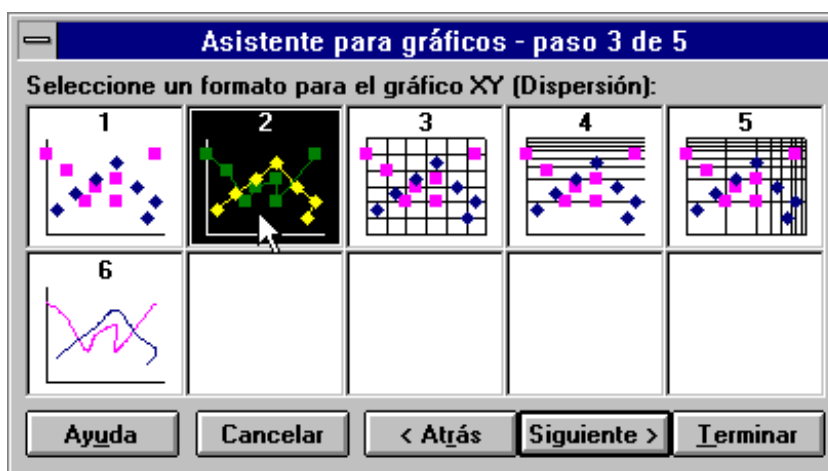 Asistente para gráficos - paso 3 de 5
Seleccione un formato para el gráfico XY (Dispersión):
1 2 3 4 5
6
Ayuda Cancelar < Atrás Siguiente > Terminar